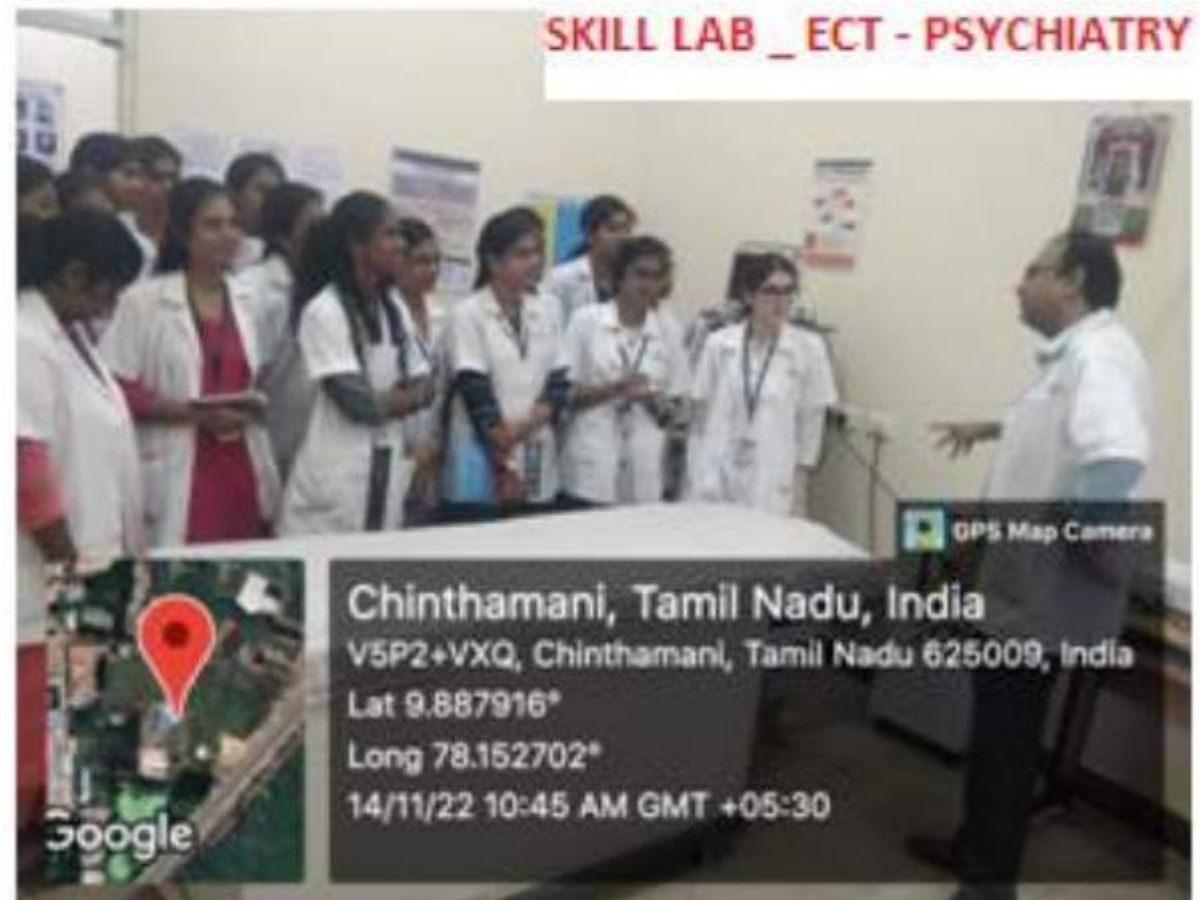 SKILL LAB _ ECT - PSYCHIATRY
GPS Map Camera
Chinthamani, Tamil Nadu, India
V5P2+VXQ, Chinthamani, Tamil Nadu 625009, India
Lat 9.887916°
Long 78.152702°
14/11/22 10:45 AM GMT +05:30
Google